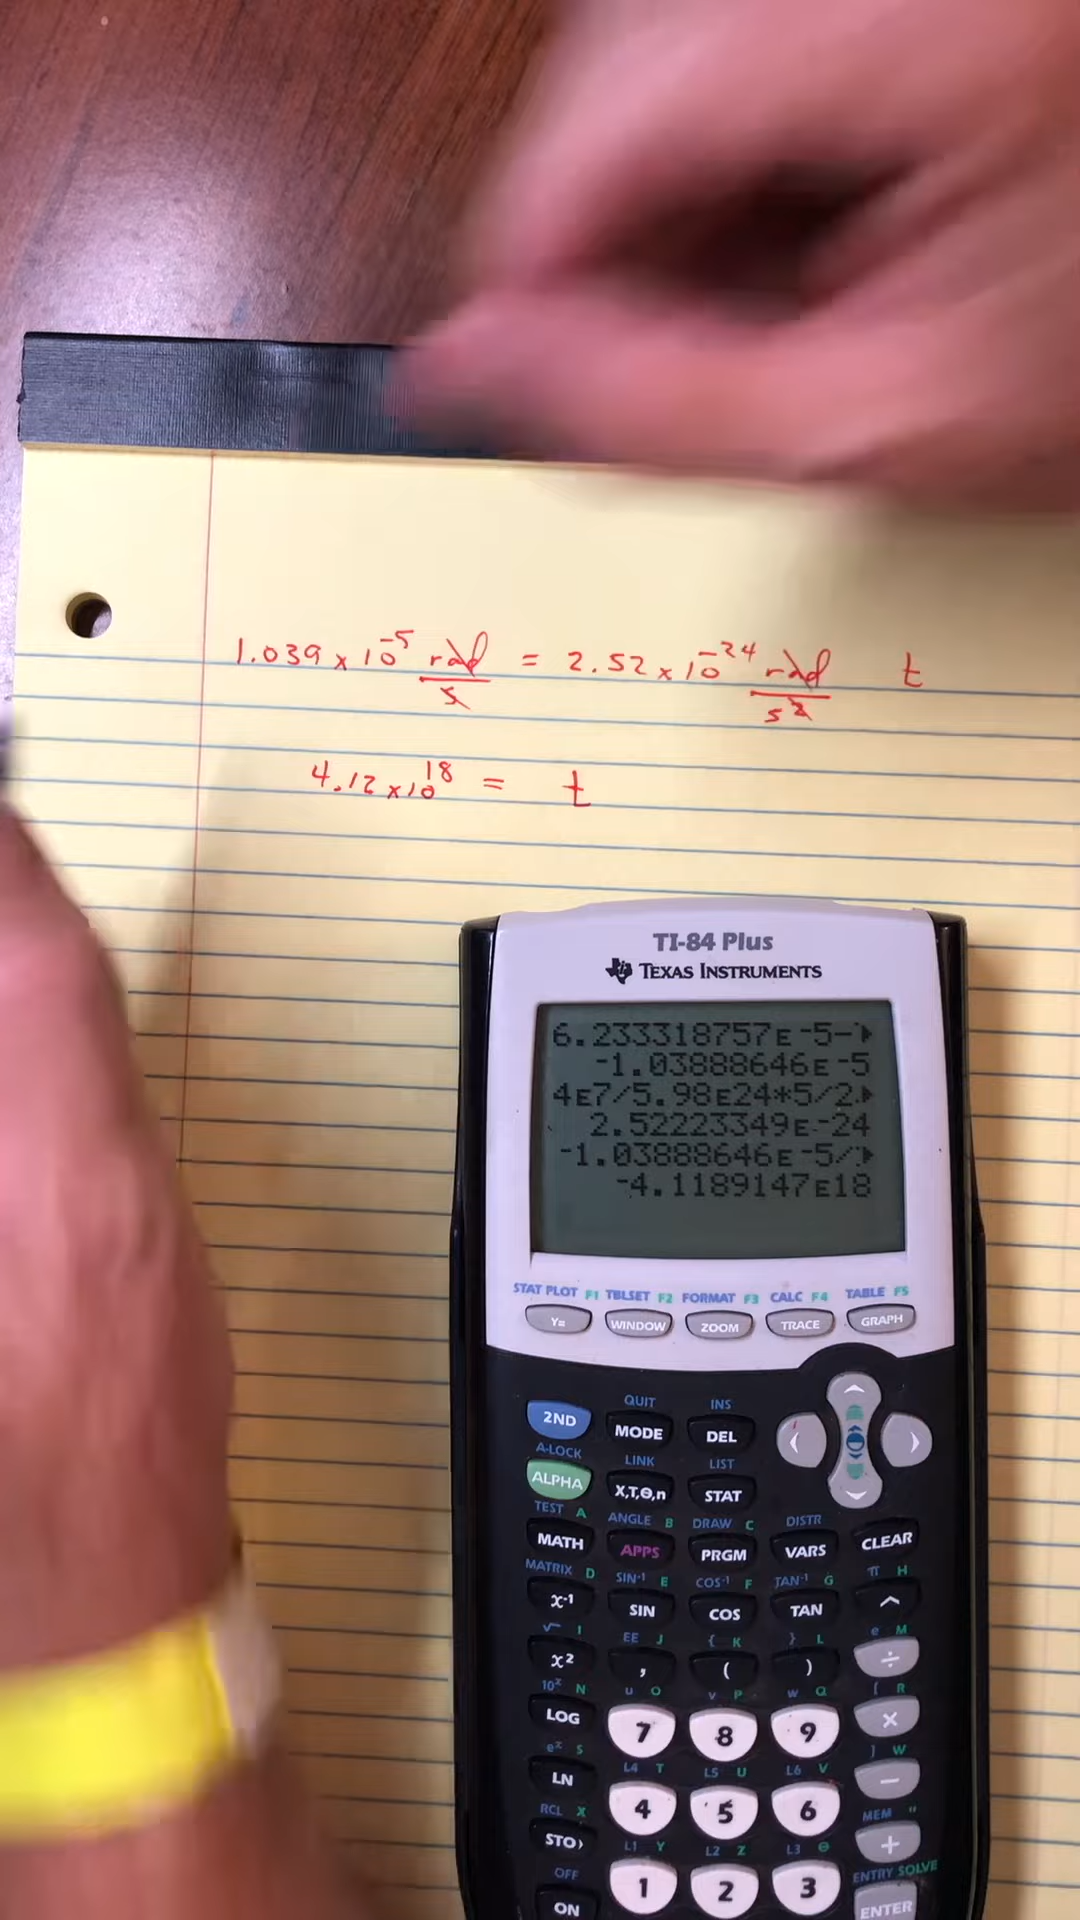 1.039 x 10^-5 rad/s = 2.52 x 10^-24 rad/s^2 t
4.12 x 10^18 = t
TI-84 Plus
TEXAS INSTRUMENTS
6.233318757E-5-
-1.03888646E-5
4E7/5.98E24*5/2.
2.52223349E-24
-1.03888646E-5/
-4.1189147E18
STAT PLOT F1 TBLSET F2 FORMAT F3 CALC F4 TABLE F5
Y= WINDOW ZOOM TRACE GRAPH
QUIT INS
2ND MODE DEL
A-LOCK LINK LIST
ALPHA X,T,Θ,n STAT
TEST A ANGLE B DRAW C DISTR
MATH APPS PRGM VARS CLEAR
MATRIX D SIN-1 E COS-1 F TAN-1 G π H
x-1 SIN COS TAN ^
√ I EE J { K } L e M
x2 , ( ) ÷
10x N u O v P w Q [ R
LOG 7 8 9 ×
ex S L4 T L5 U L6 V ] W
LN 4 5 6 −
RCL X L1 Y L2 Z L3 θ MEM "
STO› 1 2 3 +
OFF ENTRY SOLVE
ON ENTER